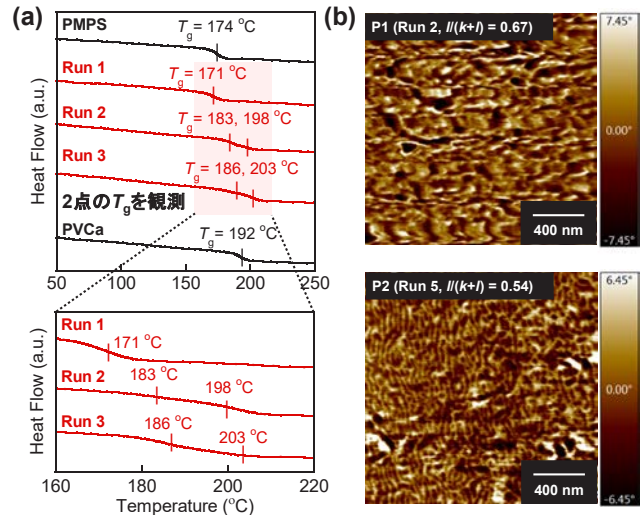 (a)
PMPS
Tg = 174 °C
Run 1
Tg = 171 °C
Run 2
Tg = 183, 198 °C
Run 3
Tg = 186, 203 °C
2点のTgを観測
PVCa
Tg = 192 °C
Heat Flow (a.u.)
50 100 150 200 250
Run 1
171 °C
Run 2
183 °C 198 °C
Run 3
186 °C 203 °C
Heat Flow (a.u.)
160 180 200 220
Temperature (°C)
(b)
P1 (Run 2, l/(k+l) = 0.67)
400 nm
7.45°
0.00°
-7.45°
P2 (Run 5, l/(k+l) = 0.54)
400 nm
6.45°
0.00°
-6.45°